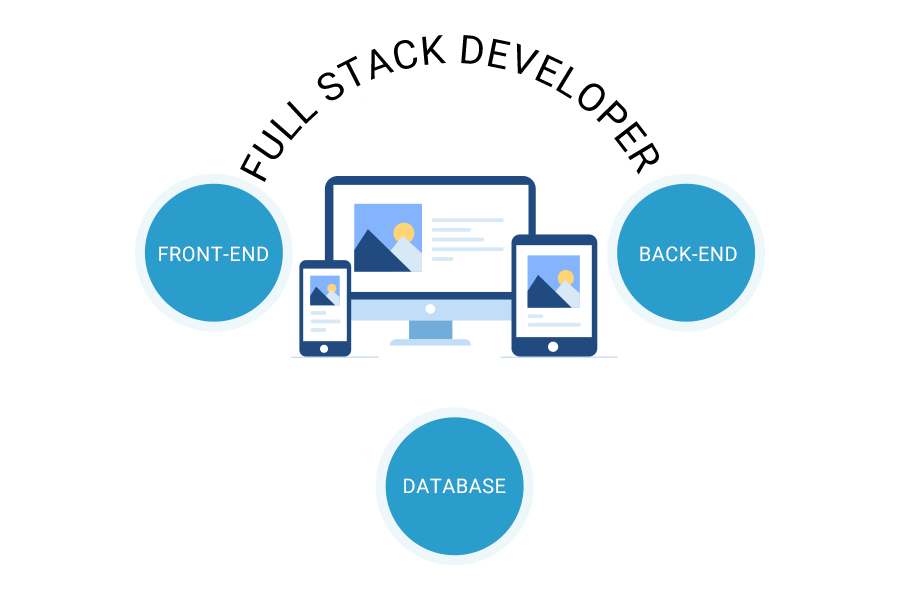 FULL STACK DEVELOPER
FRONT-END
BACK-END
DATABASE